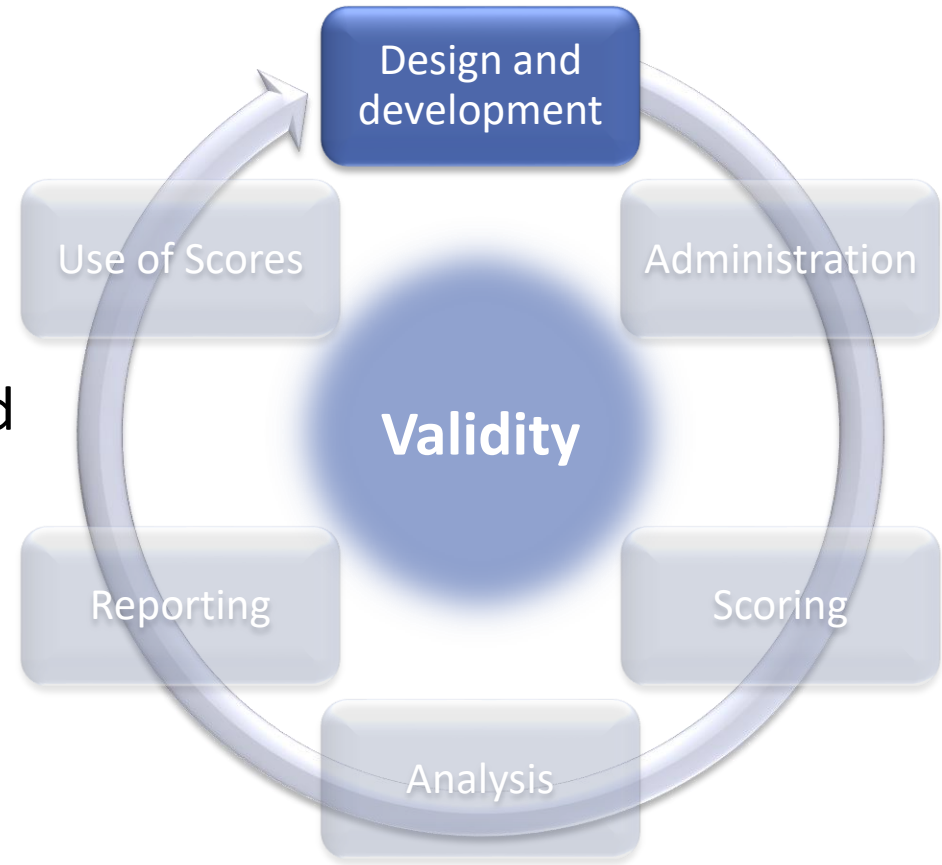 Design and
development
Use of Scores
Administration
d
Validity
Reporting
Scoring
Analysis